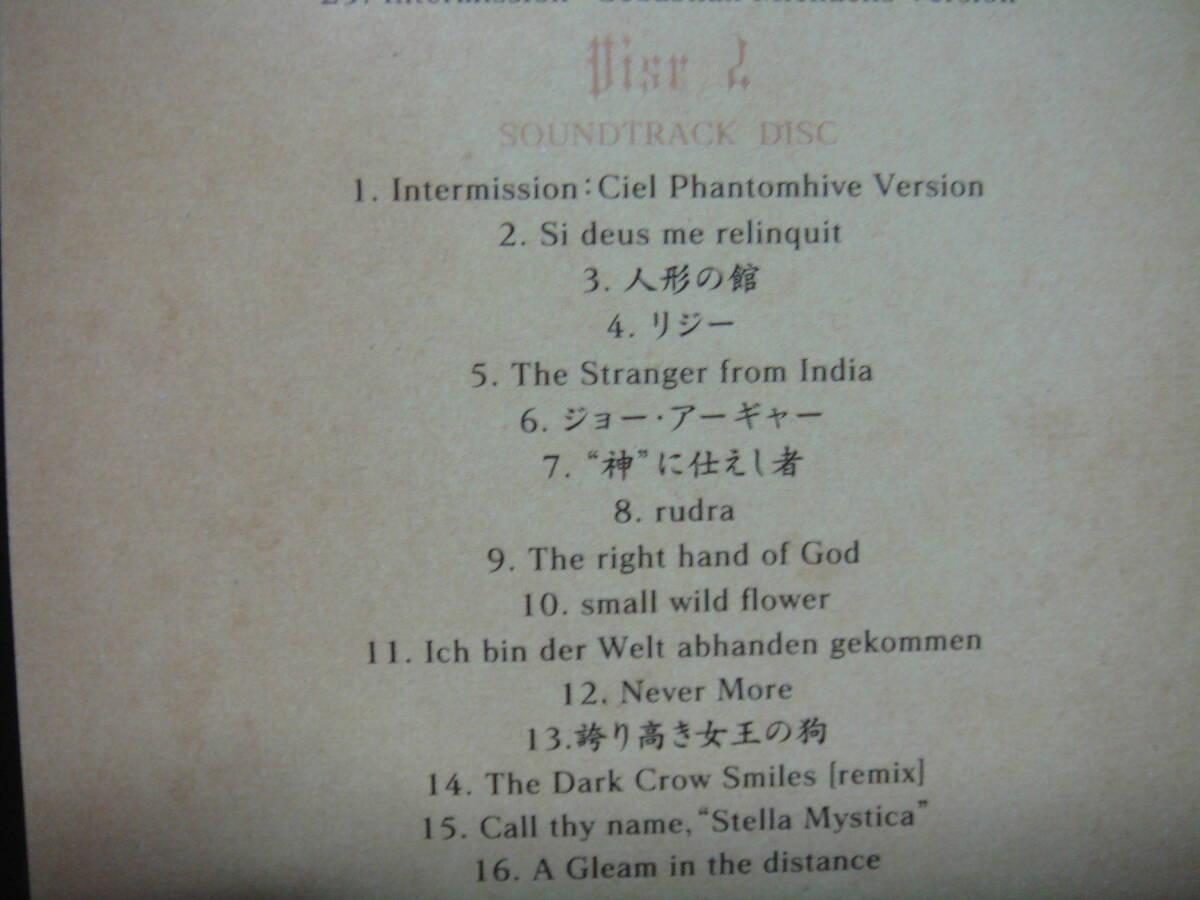 Disc 2
SOUNDTRACK DISC
1. Intermission：Ciel Phantomhive Version
2. Si deus me relinquit
3. 人形の館
4. リジー
5. The Stranger from India
6. ジョー・アーギャー
7. “神”に仕えし者
8. rudra
9. The right hand of God
10. small wild flower
11. Ich bin der Welt abhanden gekommen
12. Never More
13.誇り高き女王の狗
14. The Dark Crow Smiles [remix]
15. Call thy name,“Stella Mystica”
16. A Gleam in the distance